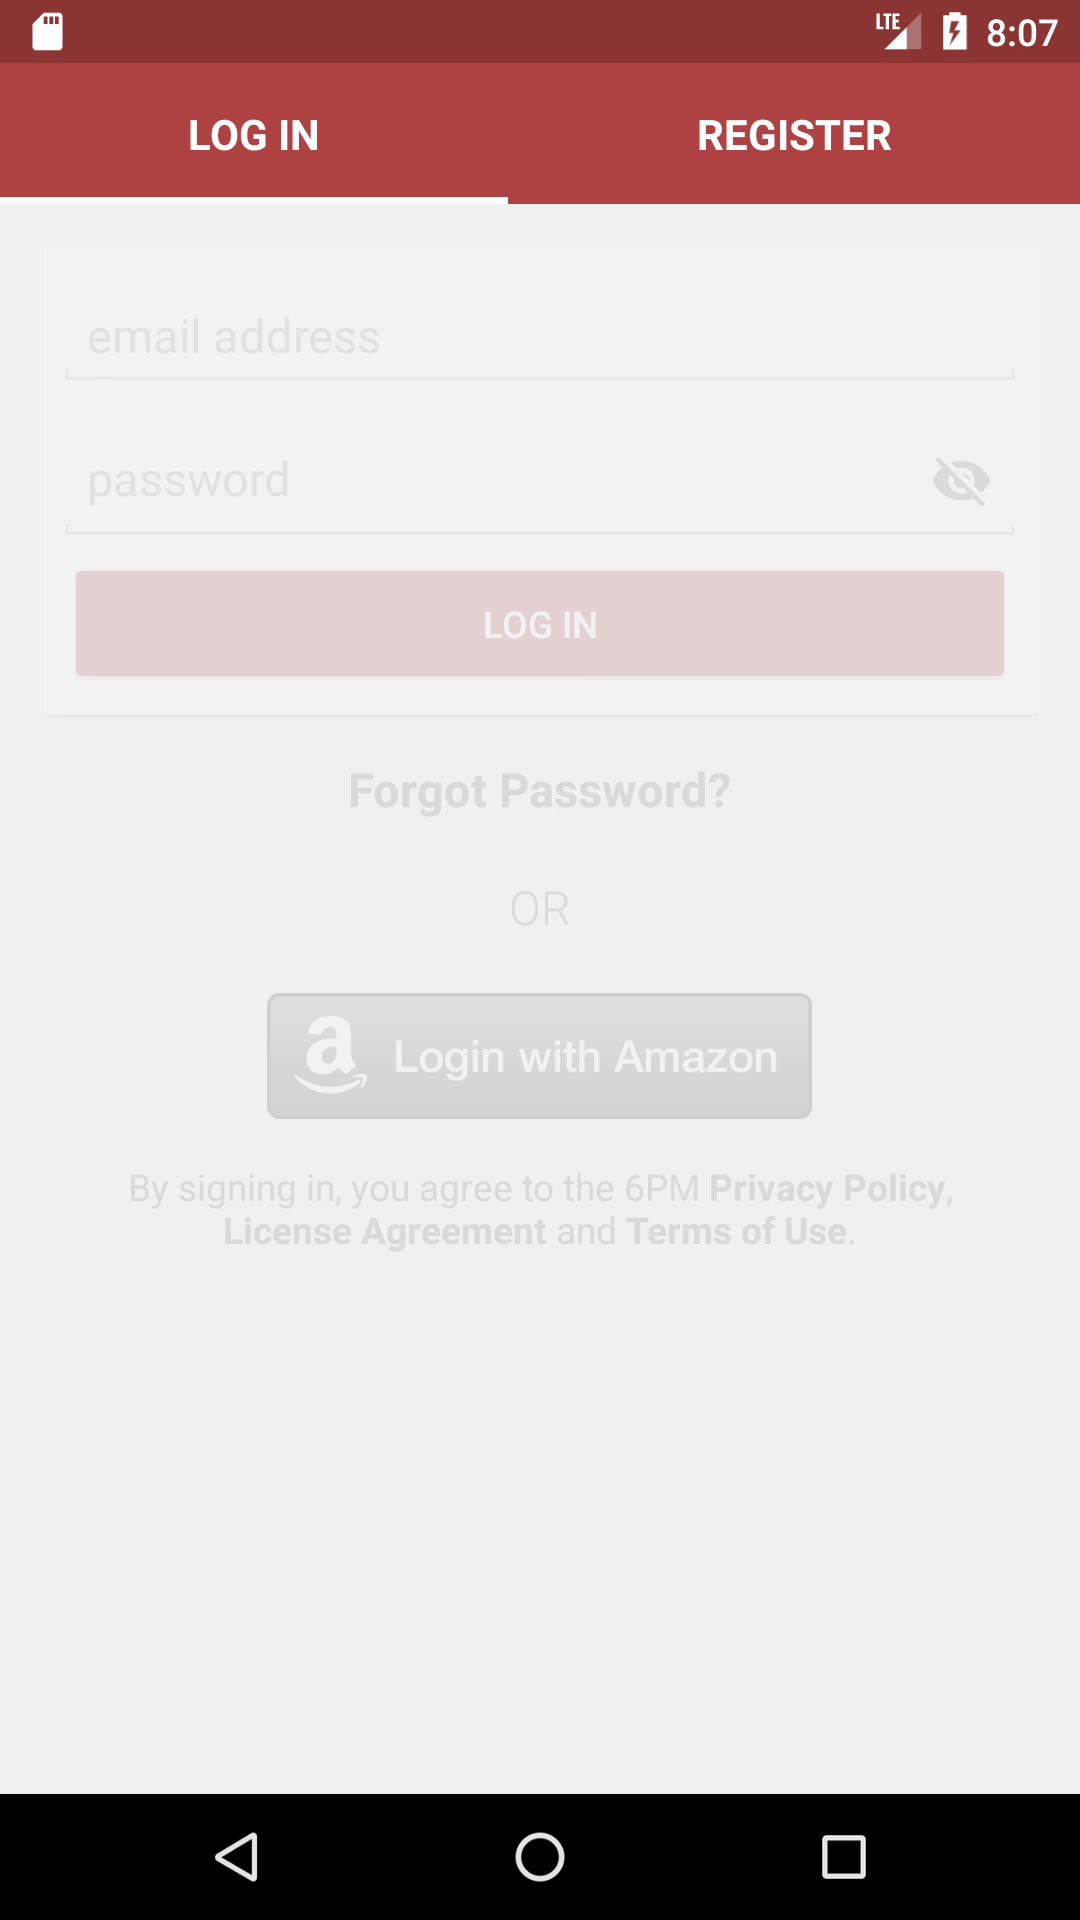 LTE 8:07
LOG IN REGISTER
email address
password
LOG IN
Forgot Password?
OR
a Login with Amazon
By signing in, you agree to the 6PM Privacy Policy,
License Agreement and Terms of Use.